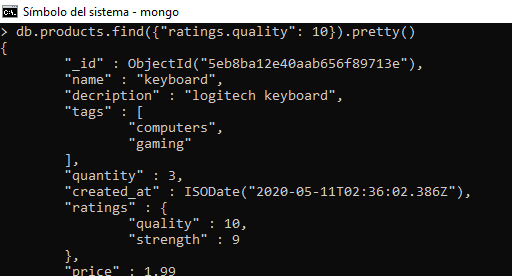 Símbolo del sistema - mongo
> db.products.find({"ratings.quality": 10}).pretty()
{
"_id" : ObjectId("5eb8ba12e40aab656f89713e"),
"name" : "keyboard",
"decription" : "logitech keyboard",
"tags" : [
"computers",
"gaming"
],
"quantity" : 3,
"created_at" : ISODate("2020-05-11T02:36:02.386Z"),
"ratings" : {
"quality" : 10,
"strength" : 9
},
"price" : 1.99